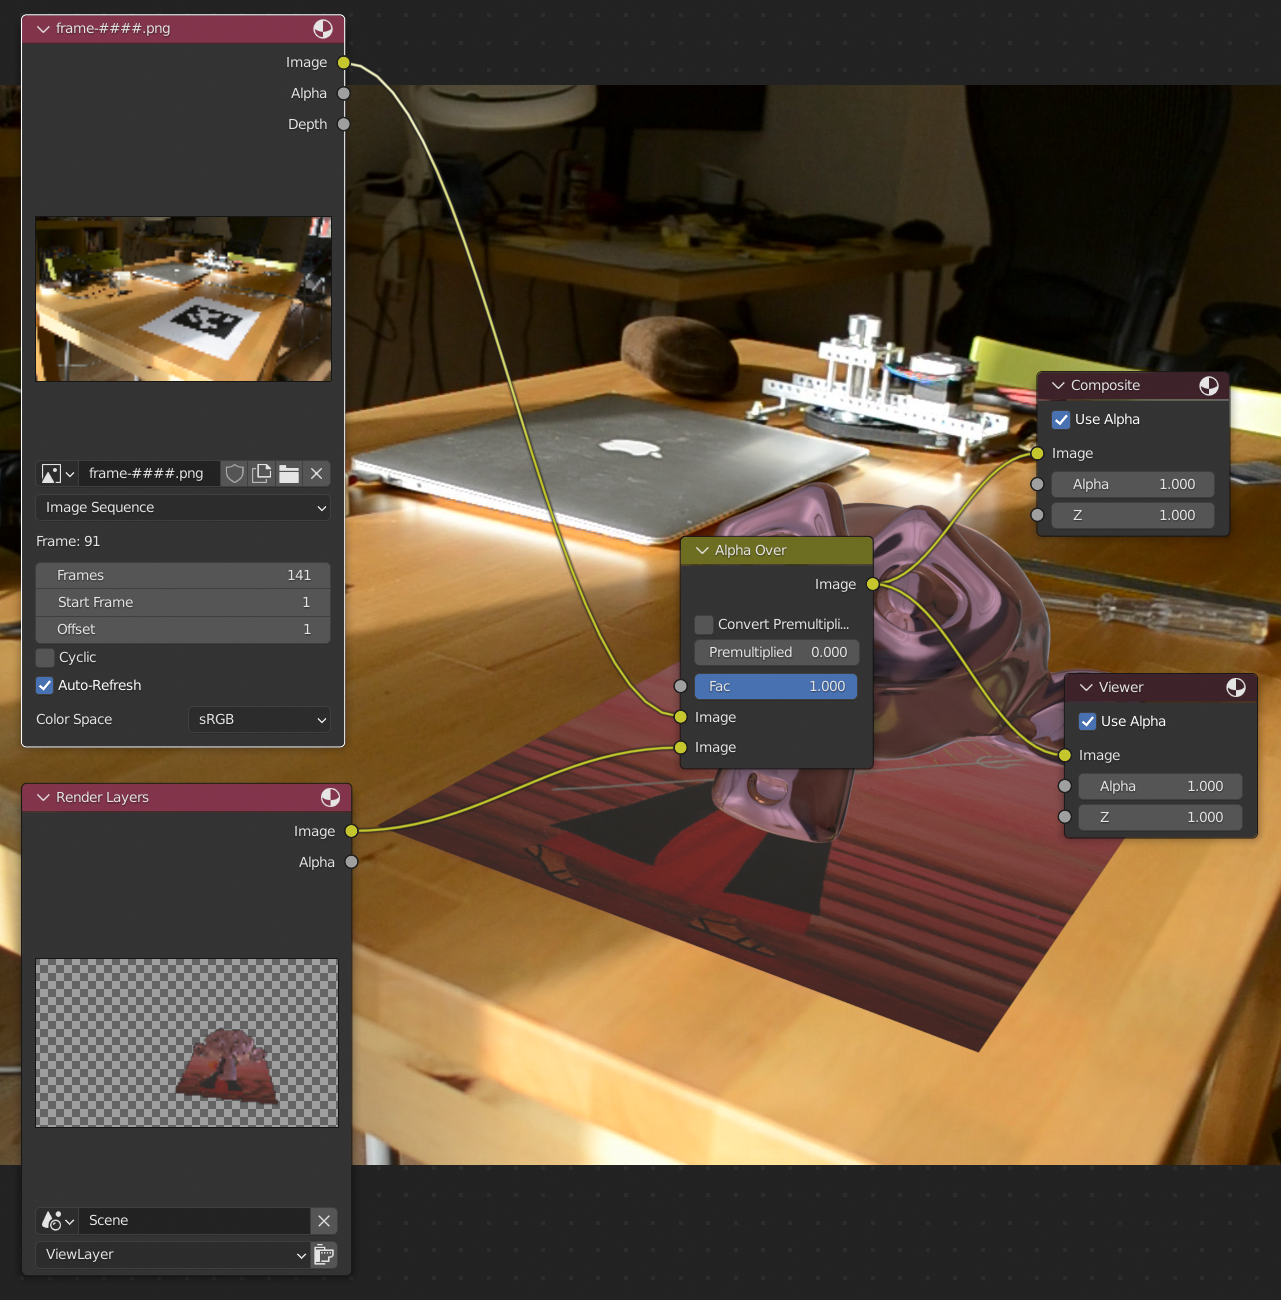 frame-####.png
Image
Alpha
Depth
frame-####.png
Image Sequence
Frame: 91
Frames 141
Start Frame 1
Offset 1
Cyclic
Auto-Refresh
Color Space sRGB
Render Layers
Image
Alpha
Scene
ViewLayer
Alpha Over
Image
Convert Premultipli...
Premultiplied 0.000
Fac 1.000
Image
Image
Composite
Use Alpha
Image
Alpha 1.000
Z 1.000
Viewer
Use Alpha
Image
Alpha 1.000
Z 1.000